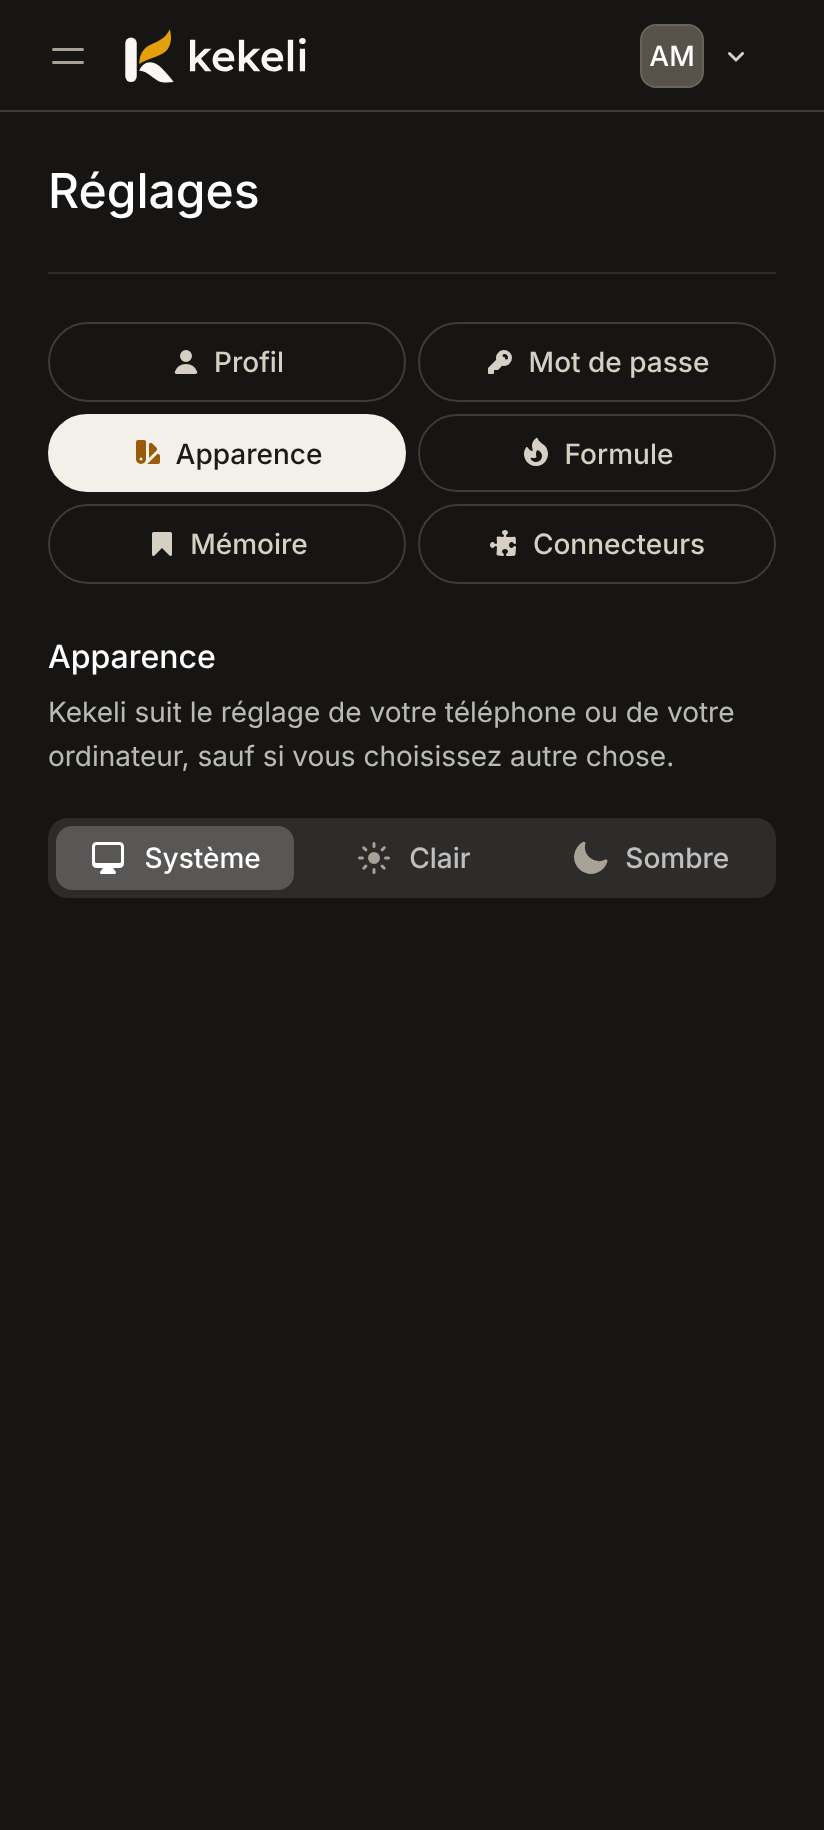 kekeli
AM
Réglages
Profil
Mot de passe
Apparence
Formule
Mémoire
Connecteurs
Apparence
Kekeli suit le réglage de votre téléphone ou de votre
ordinateur, sauf si vous choisissez autre chose.
Système
Clair
Sombre